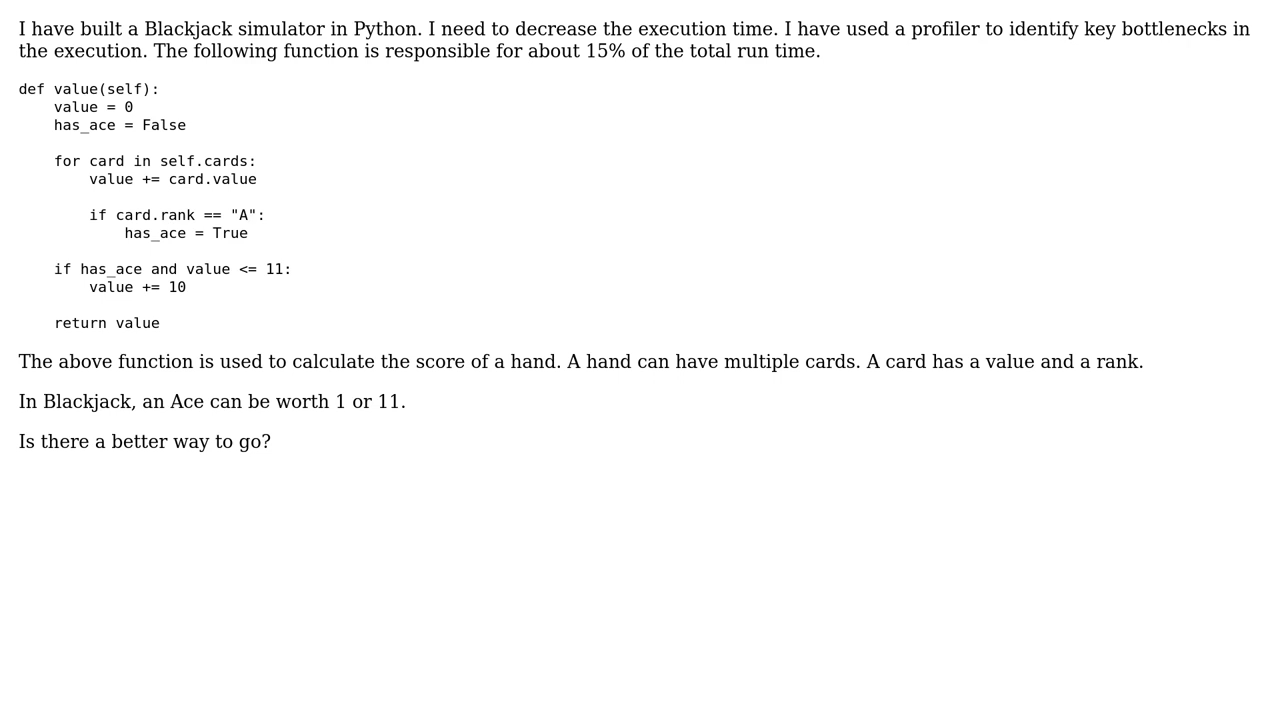 I have built a Blackjack simulator in Python. I need to decrease the execution time. I have used a profiler to identify key bottlenecks in
the execution. The following function is responsible for about 15% of the total run time.
def value(self):
    value = 0
    has_ace = False
    for card in self.cards:
        value += card.value
        if card.rank == "A":
            has_ace = True
    if has_ace and value <= 11:
        value += 10
    return value
The above function is used to calculate the score of a hand. A hand can have multiple cards. A card has a value and a rank.
In Blackjack, an Ace can be worth 1 or 11.
Is there a better way to go?